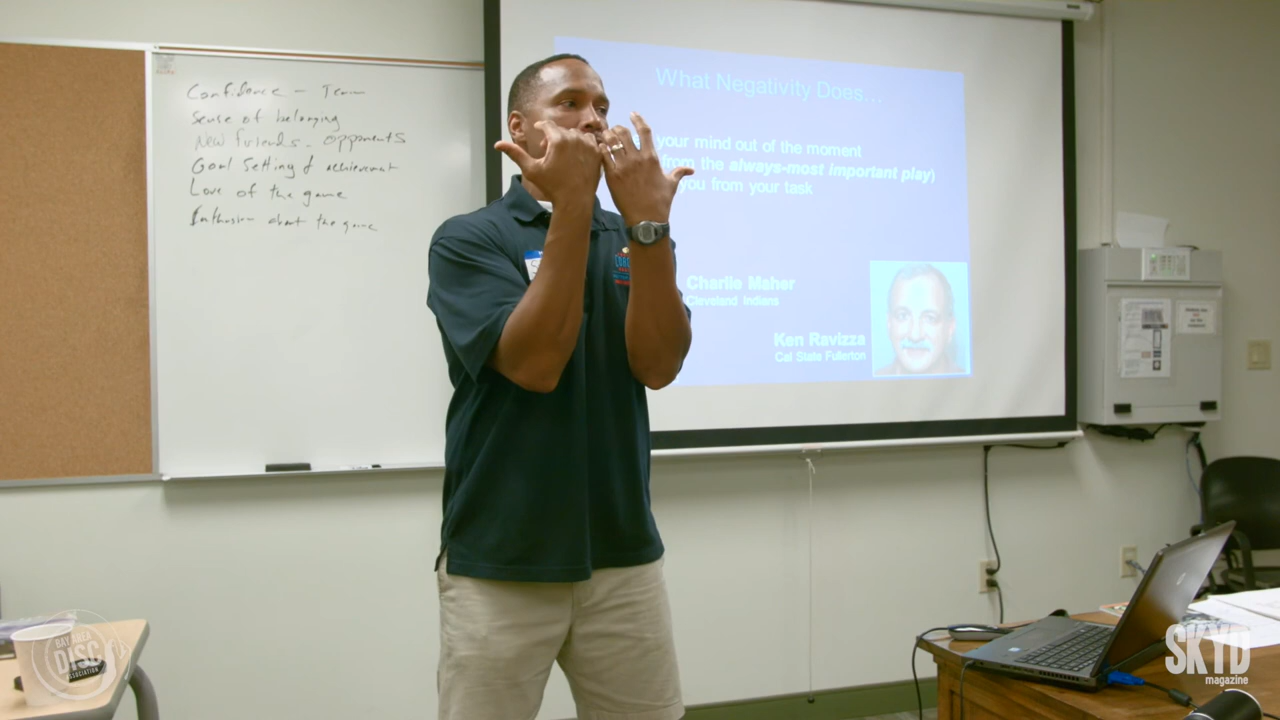 Confidence - Team
Sense of belonging
New friends - opponents
Goal Setting & achievement
Love of the game
about the game
What Negativity Does...
your mind out of the moment
from the always-most important play)
you from your task
Charlie Maher
Cleveland Indians
Ken Ravizza
Cal State Fullerton
BAY AREA
DISC
ASSOCIATION
SKYD
magazine